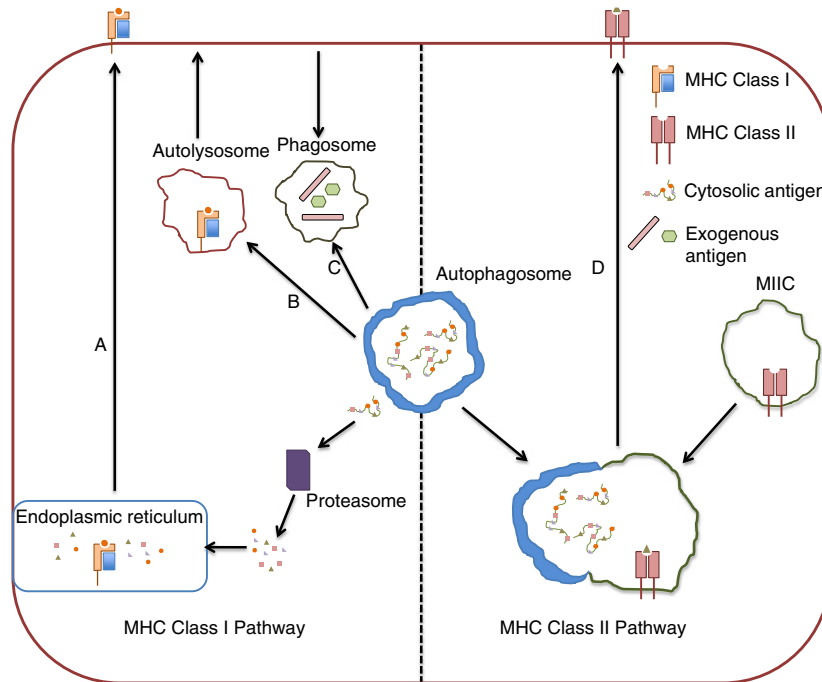 MHC Class I
MHC Class II
Cytosolic antigen
Exogenous
antigen
Autolysosome
Phagosome
Autophagosome
MIIC
A
B
C
D
Proteasome
Endoplasmic reticulum
MHC Class I Pathway
MHC Class II Pathway